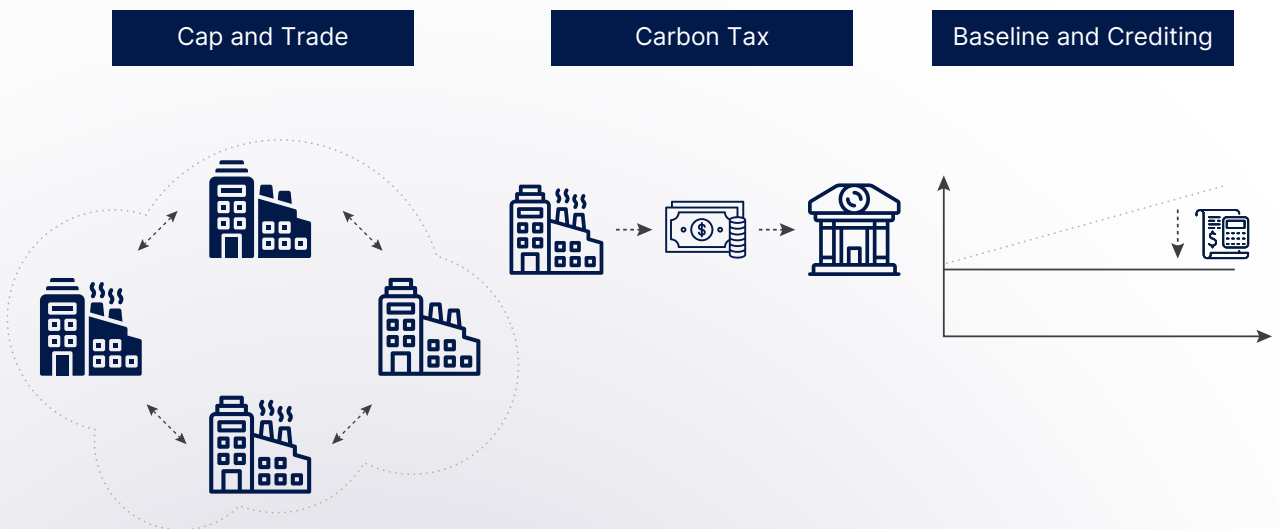 Cap and Trade
Carbon Tax
Baseline and Crediting
$
$